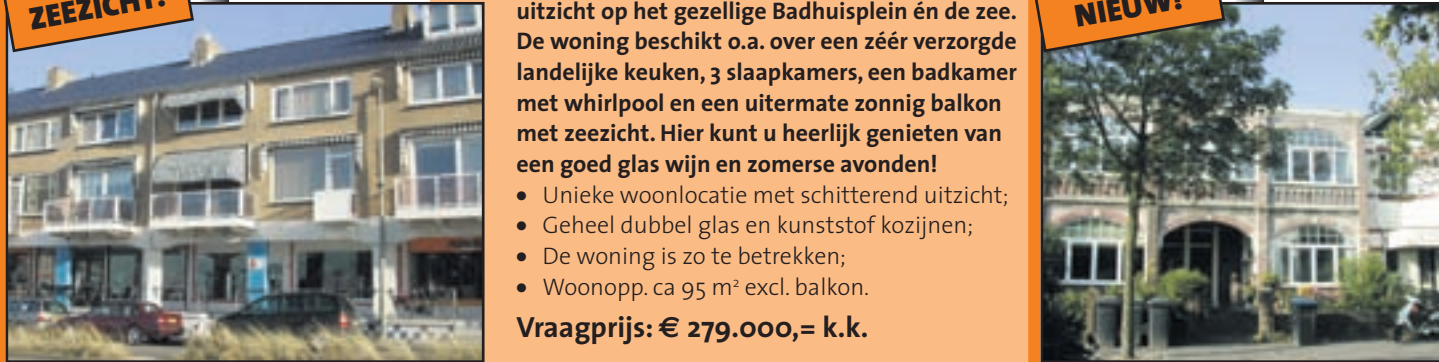 ZEEZICHT!
uitzicht op het gezellige Badhuisplein én de zee.
De woning beschikt o.a. over een zéér verzorgde
landelijke keuken, 3 slaapkamers, een badkamer
met whirlpool en een uitermate zonnig balkon
met zeezicht. Hier kunt u heerlijk genieten van
een goed glas wijn en zomerse avonden!
• Unieke woonlocatie met schitterend uitzicht;
• Geheel dubbel glas en kunststof kozijnen;
• De woning is zo te betrekken;
• Woonopp. ca 95 m² excl. balkon.
Vraagprijs: € 279.000,= k.k.
NIEUW!